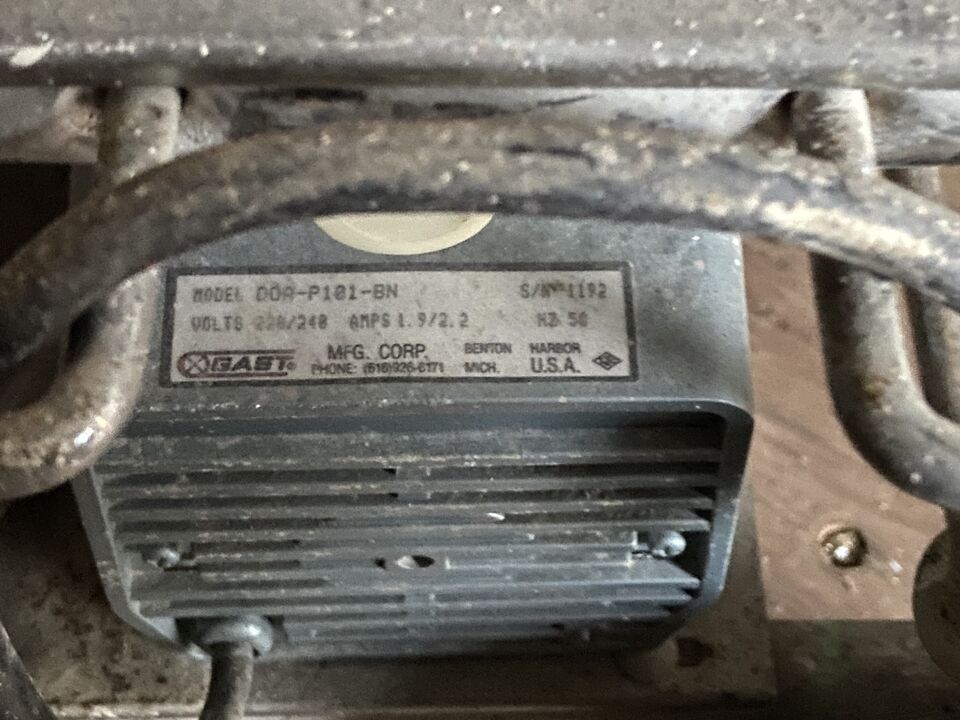 MODEL DOA-P101-BN S/N 1192
VOLTS 220/240 AMPS 1.9/2.2 HZ 50
GAST® MFG. CORP. BENTON HARBOR
PHONE: (616)926-6171 MICH. U.S.A.